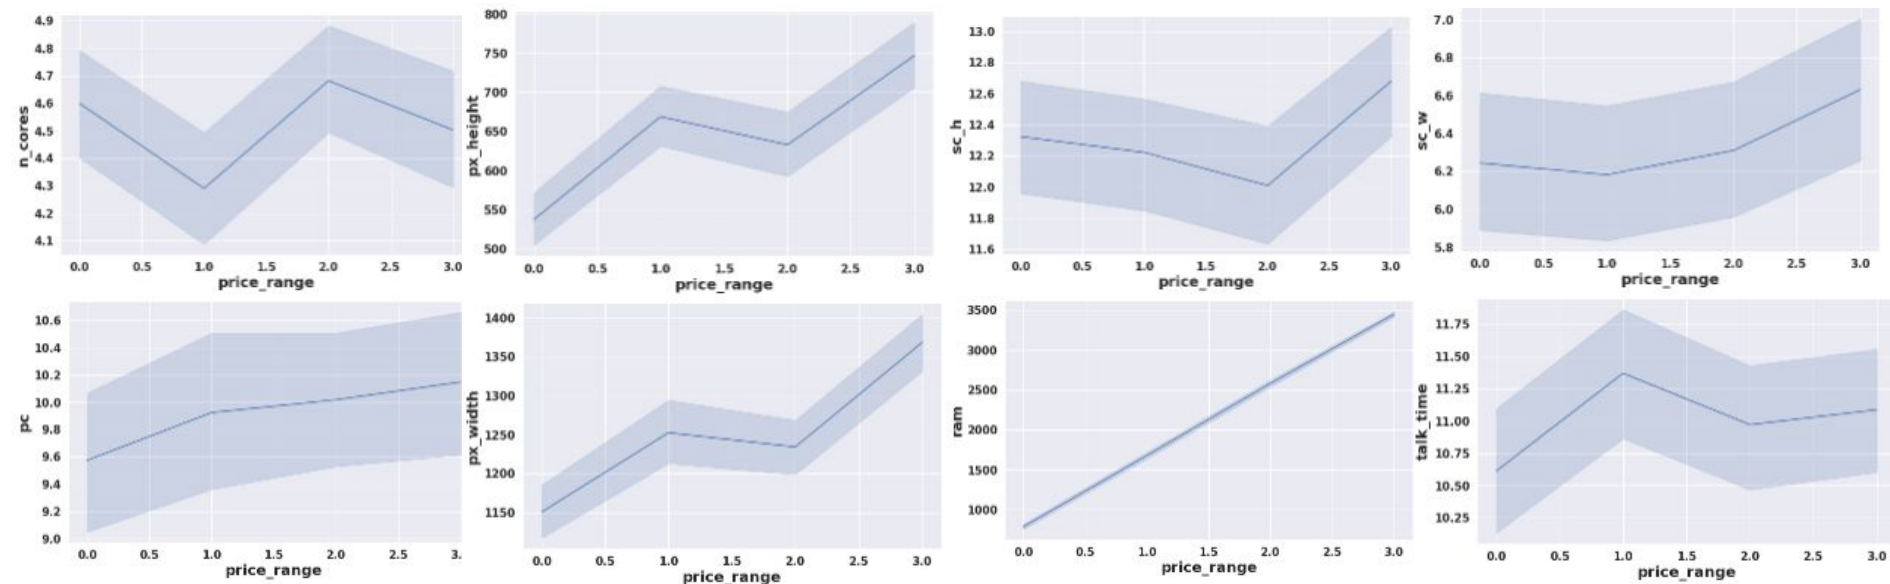 n_cores
4.9
4.8
4.7
4.6
4.5
4.4
4.3
4.2
4.1
0.0 0.5 1.0 1.5 2.0 2.5 3.0
price_range
px_height
800
750
700
650
600
550
500
0.0 0.5 1.0 1.5 2.0 2.5 3.0
price_range
sc_h
13.0
12.8
12.6
12.4
12.2
12.0
11.8
11.6
0.0 0.5 1.0 1.5 2.0 2.5 3.0
price_range
sc_w
7.0
6.8
6.6
6.4
6.2
6.0
5.8
0.0 0.5 1.0 1.5 2.0 2.5 3.0
price_range
pc
10.6
10.4
10.2
10.0
9.8
9.6
9.4
9.2
9.0
0.0 0.5 1.0 1.5 2.0 2.5 3.
price_range
px_width
1400
1350
1300
1250
1200
1150
0.0 0.5 1.0 1.5 2.0 2.5 3.0
price_range
ram
3500
3000
2500
2000
1500
1000
0.0 0.5 1.0 1.5 2.0 2.5 3.0
price_range
talk_time
11.75
11.50
11.25
11.00
10.75
10.50
10.25
0.0 0.5 1.0 1.5 2.0 2.5 3.0
price_range